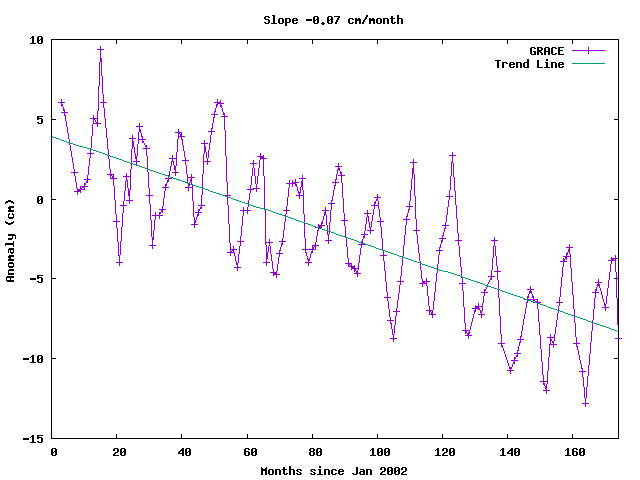 Slope -0.07 cm/month
GRACE
Trend Line
10
5
0
-5
-10
-15
Anomaly (cm)
0 20 40 60 80 100 120 140 160
Months since Jan 2002